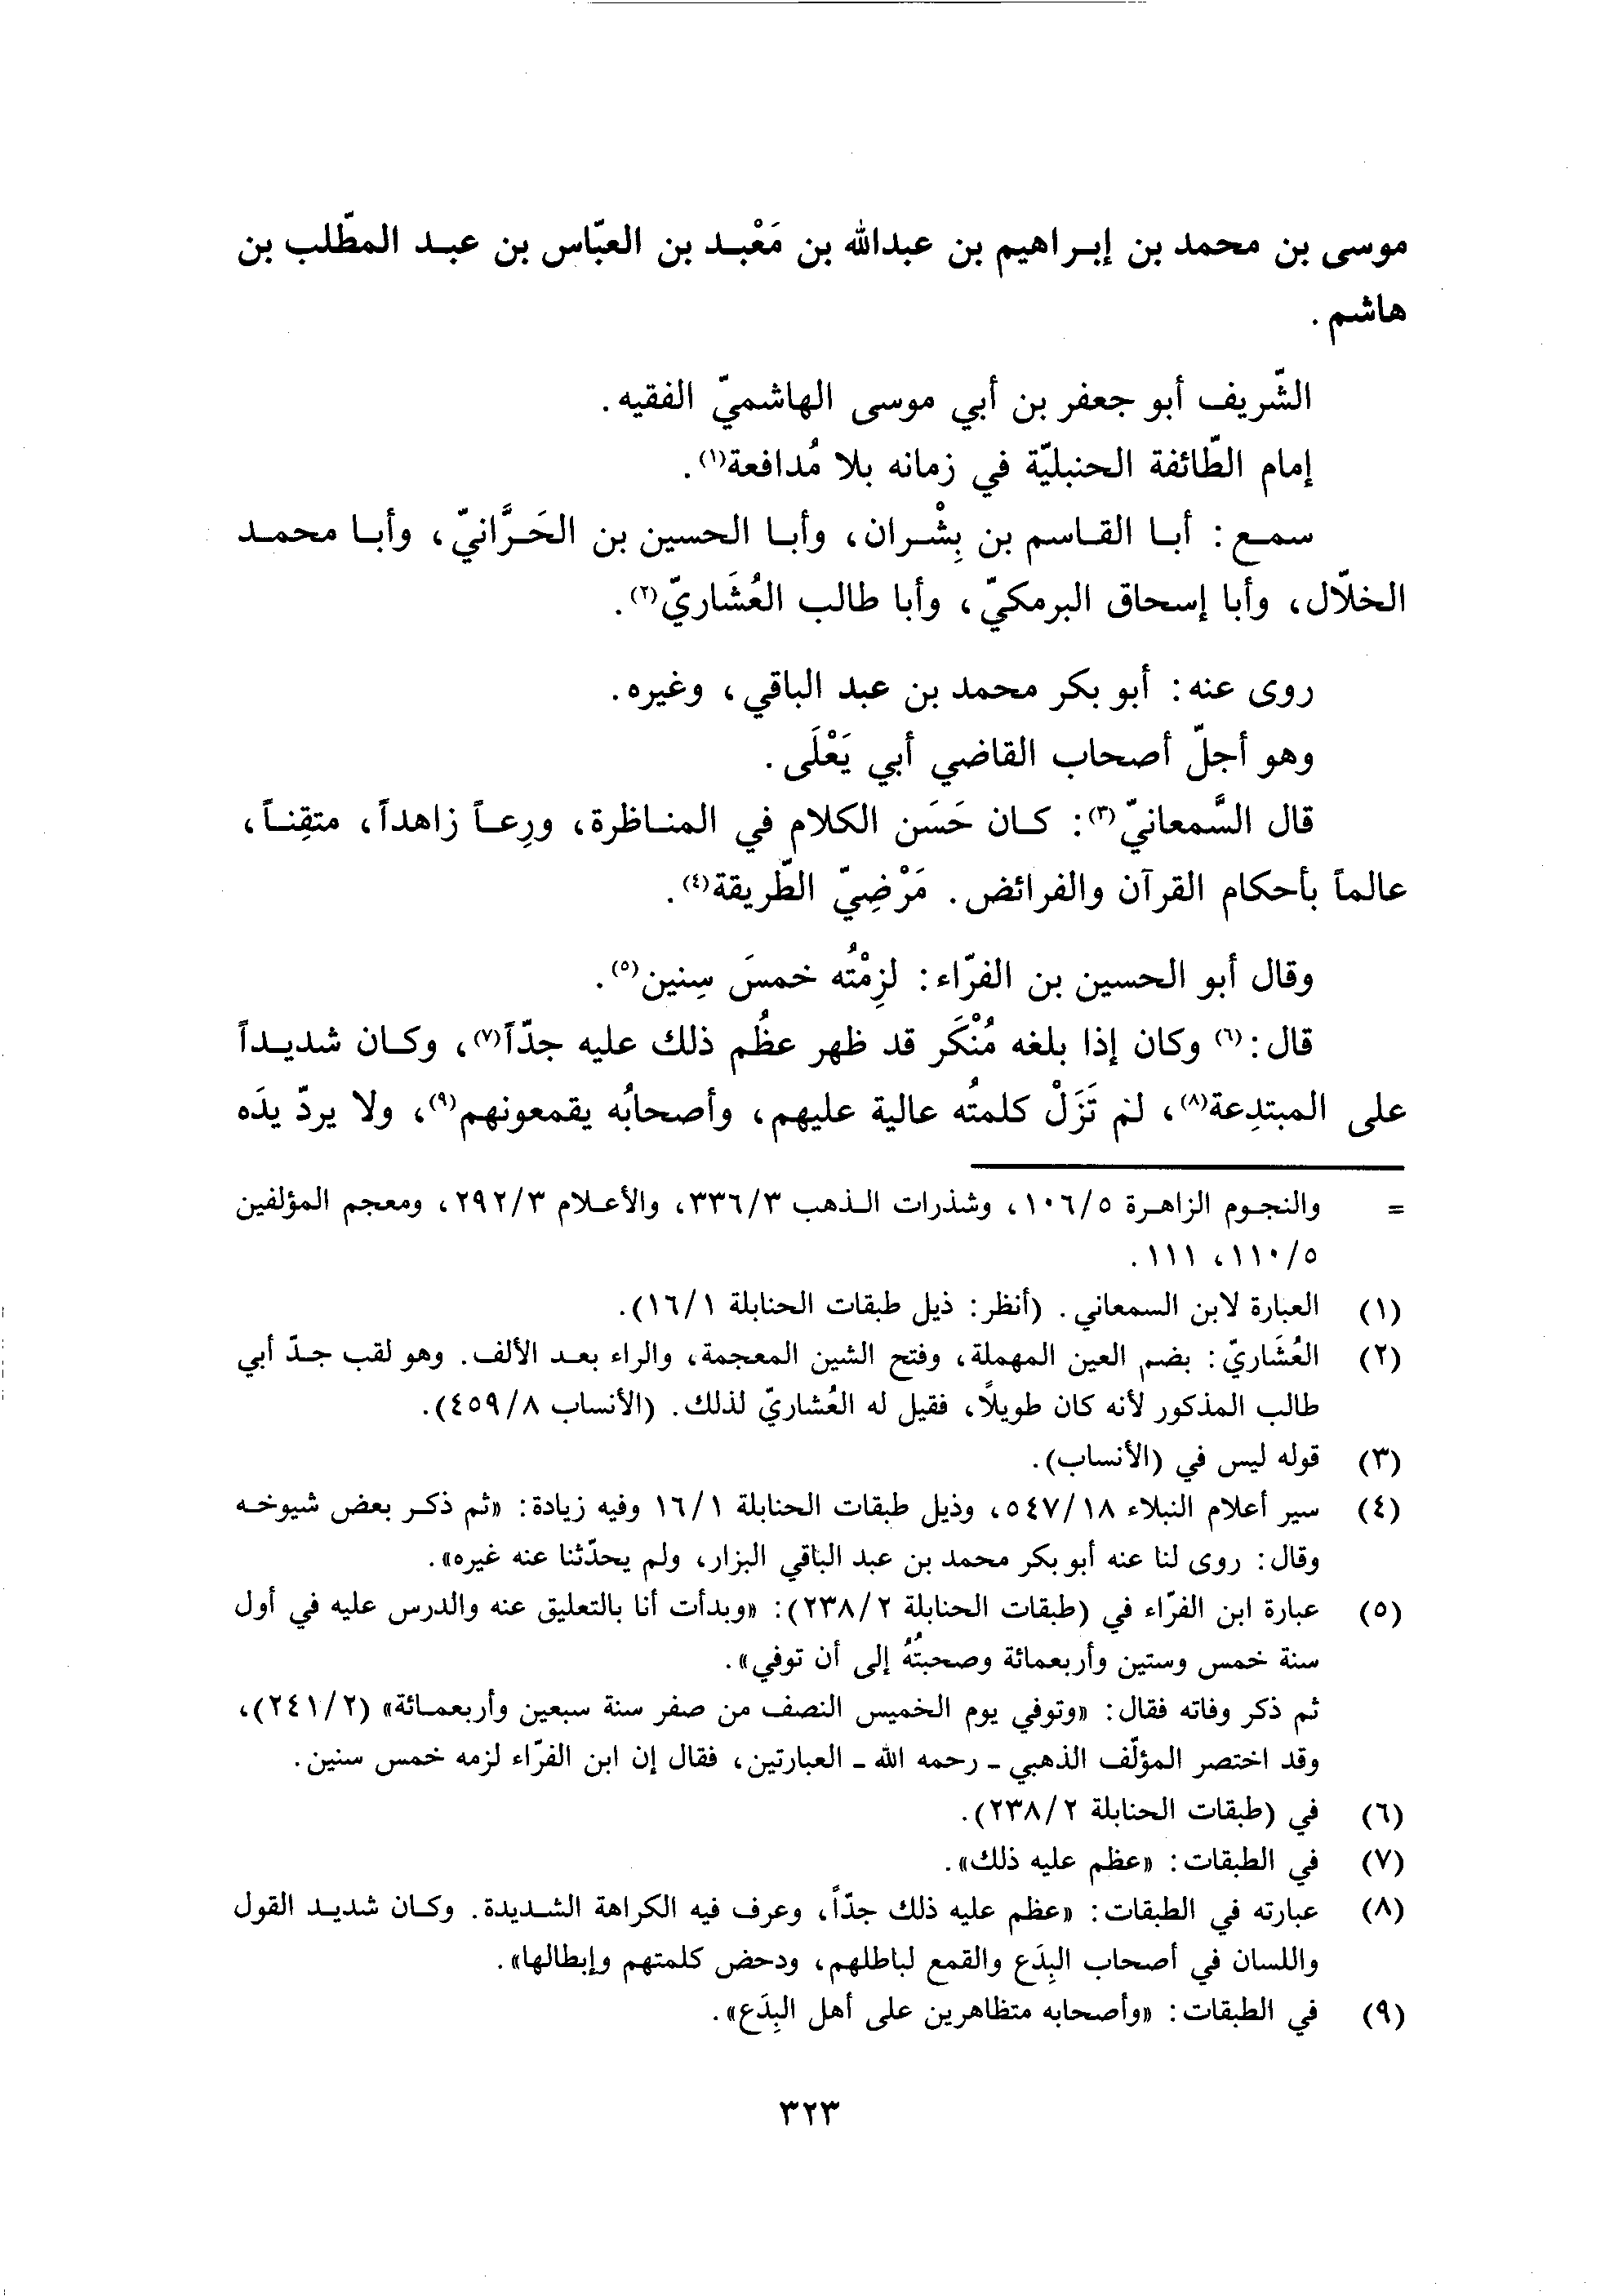 موسى بن محمد بن إبراهيم بن عبدالله بن مَعْبد بن العبّاس بن عبد المطّلب بن
هاشم.
الشّريف أبو جعفر بن أبي موسى الهاشميّ الفقيه.
إمام الطّائفة الحنبليّة في زمانه بلا مُدافعة(١).
سمع: أبا القاسم بن بِشْران، وأبا الحسين بن الحَرَّانيّ، وأبا محمد
الخلّال، وأبا إسحاق البرمكيّ، وأبا طالب العُشَاريّ(٢).
روى عنه: أبو بكر محمد بن عبد الباقي، وغيره.
وهو أجلّ أصحاب القاضي أبي يَعْلَى.
قال السَّمعانيّ(٣): كان حَسَن الكلام في المناظرة، ورِعاً زاهداً، متقِناً،
عالماً بأحكام القرآن والفرائض. مَرْضِيّ الطّريقة(٤).
وقال أبو الحسين بن الفرّاء: لزِمْتُه خمسَ سِنين(٥).
قال:(٦) وكان إذا بلغه مُنْكَر قد ظهر عظُم ذلك عليه جدّاً(٧)، وكان شديداً
على المبتدِعة(٨)، لم تَزَلْ كلمتُه عالية عليهم، وأصحابُه يقمعونهم(٩)، ولا يردّ يدَه
= والنجوم الزاهرة ١٠٦/٥، وشذرات الذهب ٣٣٦/٣، والأعلام ٢٩٢/٣، ومعجم المؤلفين
١١٠/٥، ١١١.
(١) العبارة لابن السمعاني. (أنظر: ذيل طبقات الحنابلة ١٦/١).
(٢) العُشَاريّ: بضم العين المهملة، وفتح الشين المعجمة، والراء بعد الألف. وهو لقب جدّ أبي
طالب المذكور لأنه كان طويلًا، فقيل له العُشاريّ لذلك. (الأنساب ٤٥٩/٨).
(٣) قوله ليس في (الأنساب).
(٤) سير أعلام النبلاء ٥٤٧/١٨، وذيل طبقات الحنابلة ١٦/١ وفيه زيادة: «ثم ذكر بعض شيوخه
وقال: روى لنا عنه أبو بكر محمد بن عبد الباقي البزار، ولم يحدّثنا عنه غيره».
(٥) عبارة ابن الفرّاء في (طبقات الحنابلة ٢٣٨/٢): «وبدأت أنا بالتعليق عنه والدرس عليه في أول
سنة خمس وستين وأربعمائة وصحبتُهُ إلى أن توفي».
ثم ذكر وفاته فقال: «وتوفي يوم الخميس النصف من صفر سنة سبعين وأربعمائة» (٢٤١/٢)،
وقد اختصر المؤلّف الذهبي ـ رحمه الله ـ العبارتين، فقال إن ابن الفرّاء لزمه خمس سنين.
(٦) في (طبقات الحنابلة ٢٣٨/٢).
(٧) في الطبقات: «عظم عليه ذلك».
(٨) عبارته في الطبقات: «عظم عليه ذلك جدّاً، وعرف فيه الكراهة الشديدة. وكان شديد القول
واللسان في أصحاب البِدَع والقمع لباطلهم، ودحض كلمتهم وإبطالها».
(٩) في الطبقات: «وأصحابه متظاهرين على أهل البِدَع».
٣٢٣